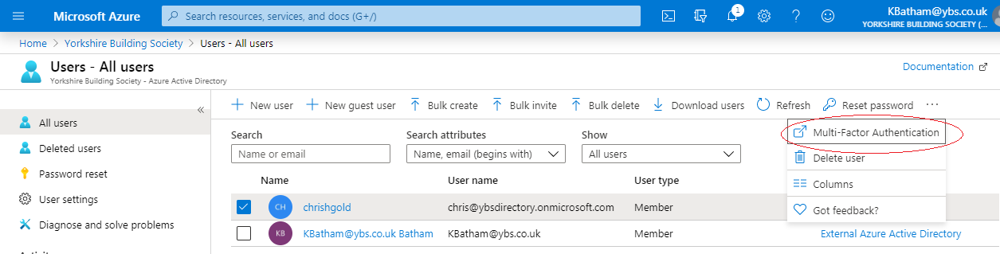 Microsoft Azure
Search resources, services, and docs (G+/)
1
?
KBatham@ybs.co.uk
YORKSHIRE BUILDING SOCIETY (...
Home > Yorkshire Building Society > Users - All users
Users - All users
Yorkshire Building Society - Azure Active Directory
Documentation
«
All users
Deleted users
Password reset
User settings
Diagnose and solve problems
+ New user
+ New guest user
Bulk create
Bulk invite
Bulk delete
Download users
Refresh
Reset password
...
Multi-Factor Authentication
Delete user
Columns
Got feedback?
Search
Name or email
Search attributes
Name, email (begins with)
Show
All users
Name User name User type
CH chrishgold chris@ybsdirectory.onmicrosoft.com Member
KB KBatham@ybs.co.uk Batham KBatham@ybs.co.uk Member External Azure Active Directory